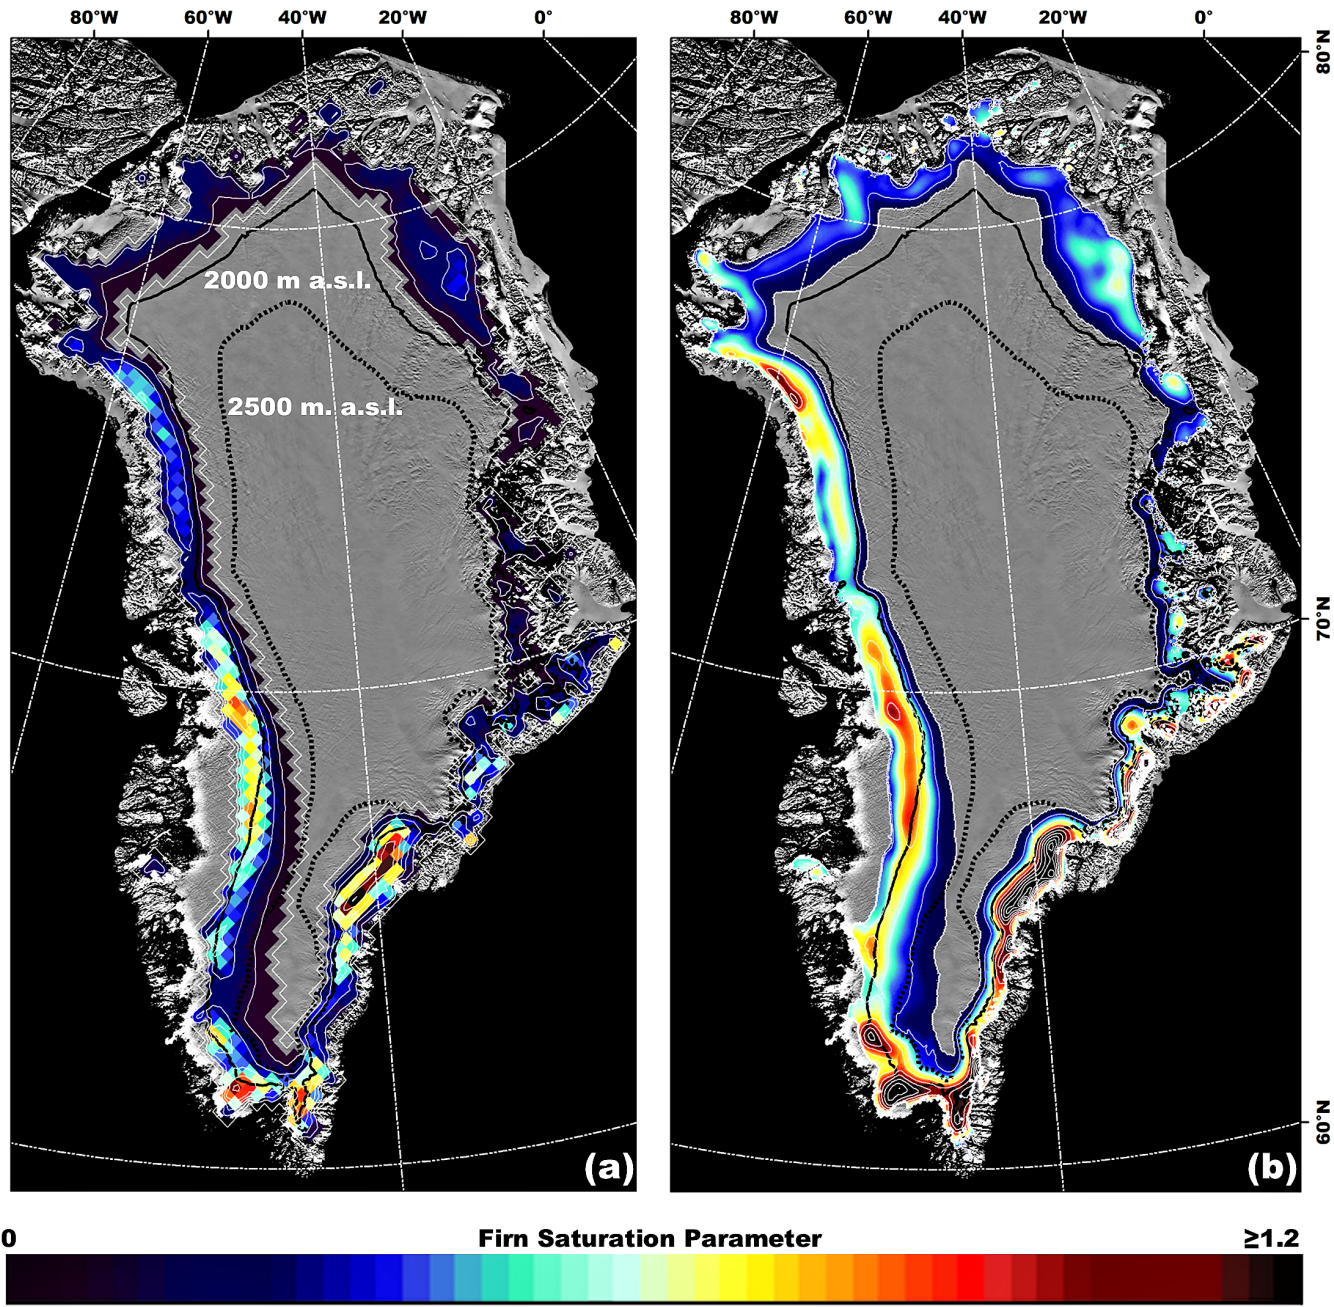 80°W 60°W 40°W 20°W 0° 80°W 60°W 40°W 20°W 0°
80°N
2000 m a.s.l.
2500 m. a.s.l.
70°N
60°N
(a) (b)
0 Firn Saturation Parameter ≥1.2